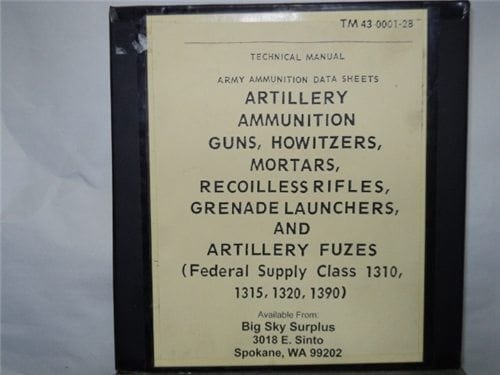 TM 43-0001-28
TECHNICAL MANUAL
ARMY AMMUNITION DATA SHEETS
ARTILLERY
AMMUNITION
GUNS, HOWITZERS,
MORTARS,
RECOILLESS RIFLES,
GRENADE LAUNCHERS,
AND
ARTILLERY FUZES
(Federal Supply Class 1310,
1315, 1320, 1390)
Available From:
Big Sky Surplus
3018 E. Sinto
Spokane, WA 99202